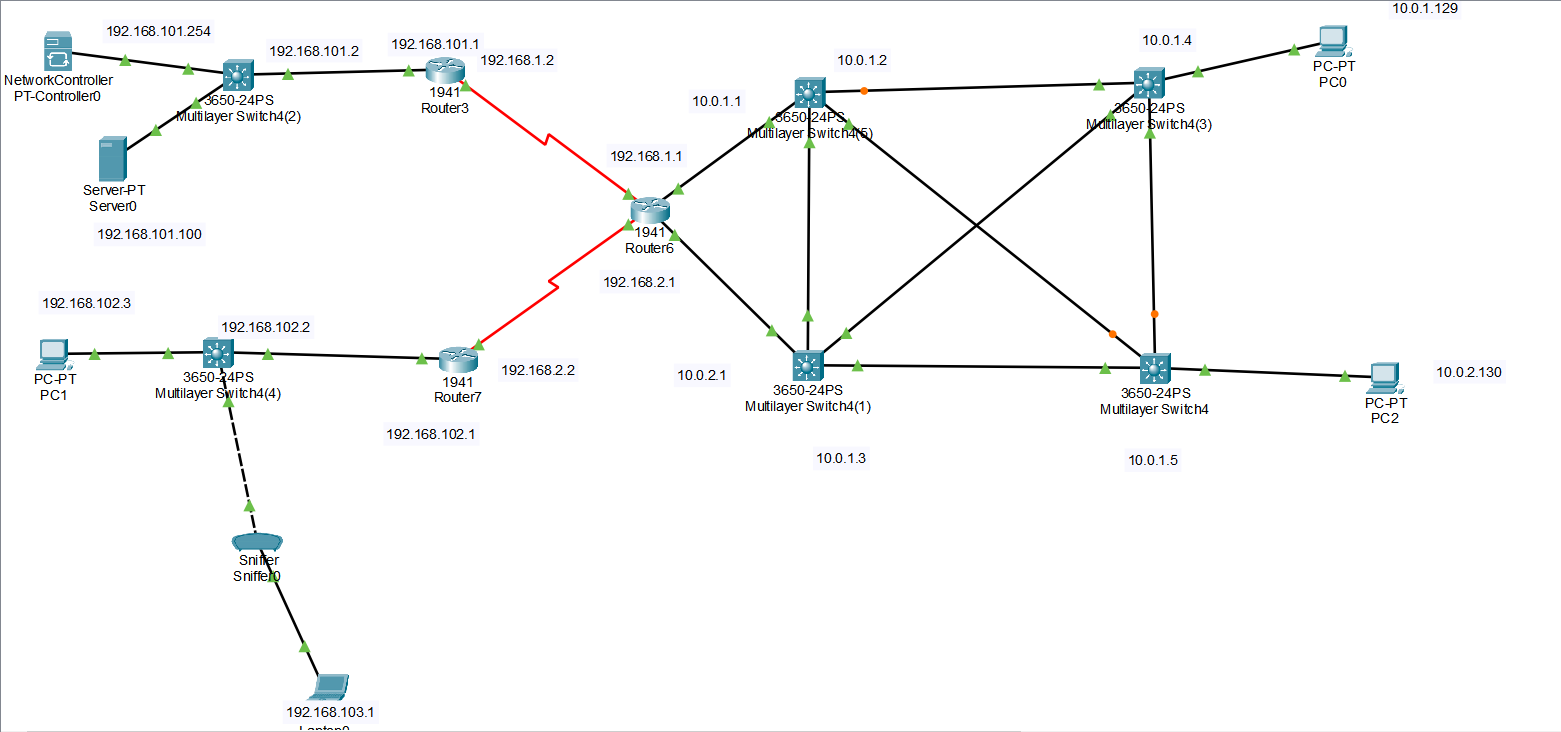 10.0.1.129
192.168.101.254
192.168.101.2
192.168.101.1
192.168.1.2
10.0.1.2
10.0.1.4
NetworkController
PT-Controller0
3650-24PS
Multilayer Switch4(2)
1941
Router3
10.0.1.1
3650-24PS
Multilayer Switch4(5)
3650-24PS
Multilayer Switch4(3)
PC-PT
PC0
Server-PT
Server0
192.168.101.100
192.168.1.1
1941
Router6
192.168.2.1
192.168.102.3
192.168.102.2
PC-PT
PC1
3650-24PS
Multilayer Switch4(4)
1941
Router7
192.168.2.2
192.168.102.1
10.0.2.1
3650-24PS
Multilayer Switch4(1)
10.0.1.3
3650-24PS
Multilayer Switch4
10.0.1.5
PC-PT
PC2
10.0.2.130
Sniffer
Sniffer0
192.168.103.1
Laptop0